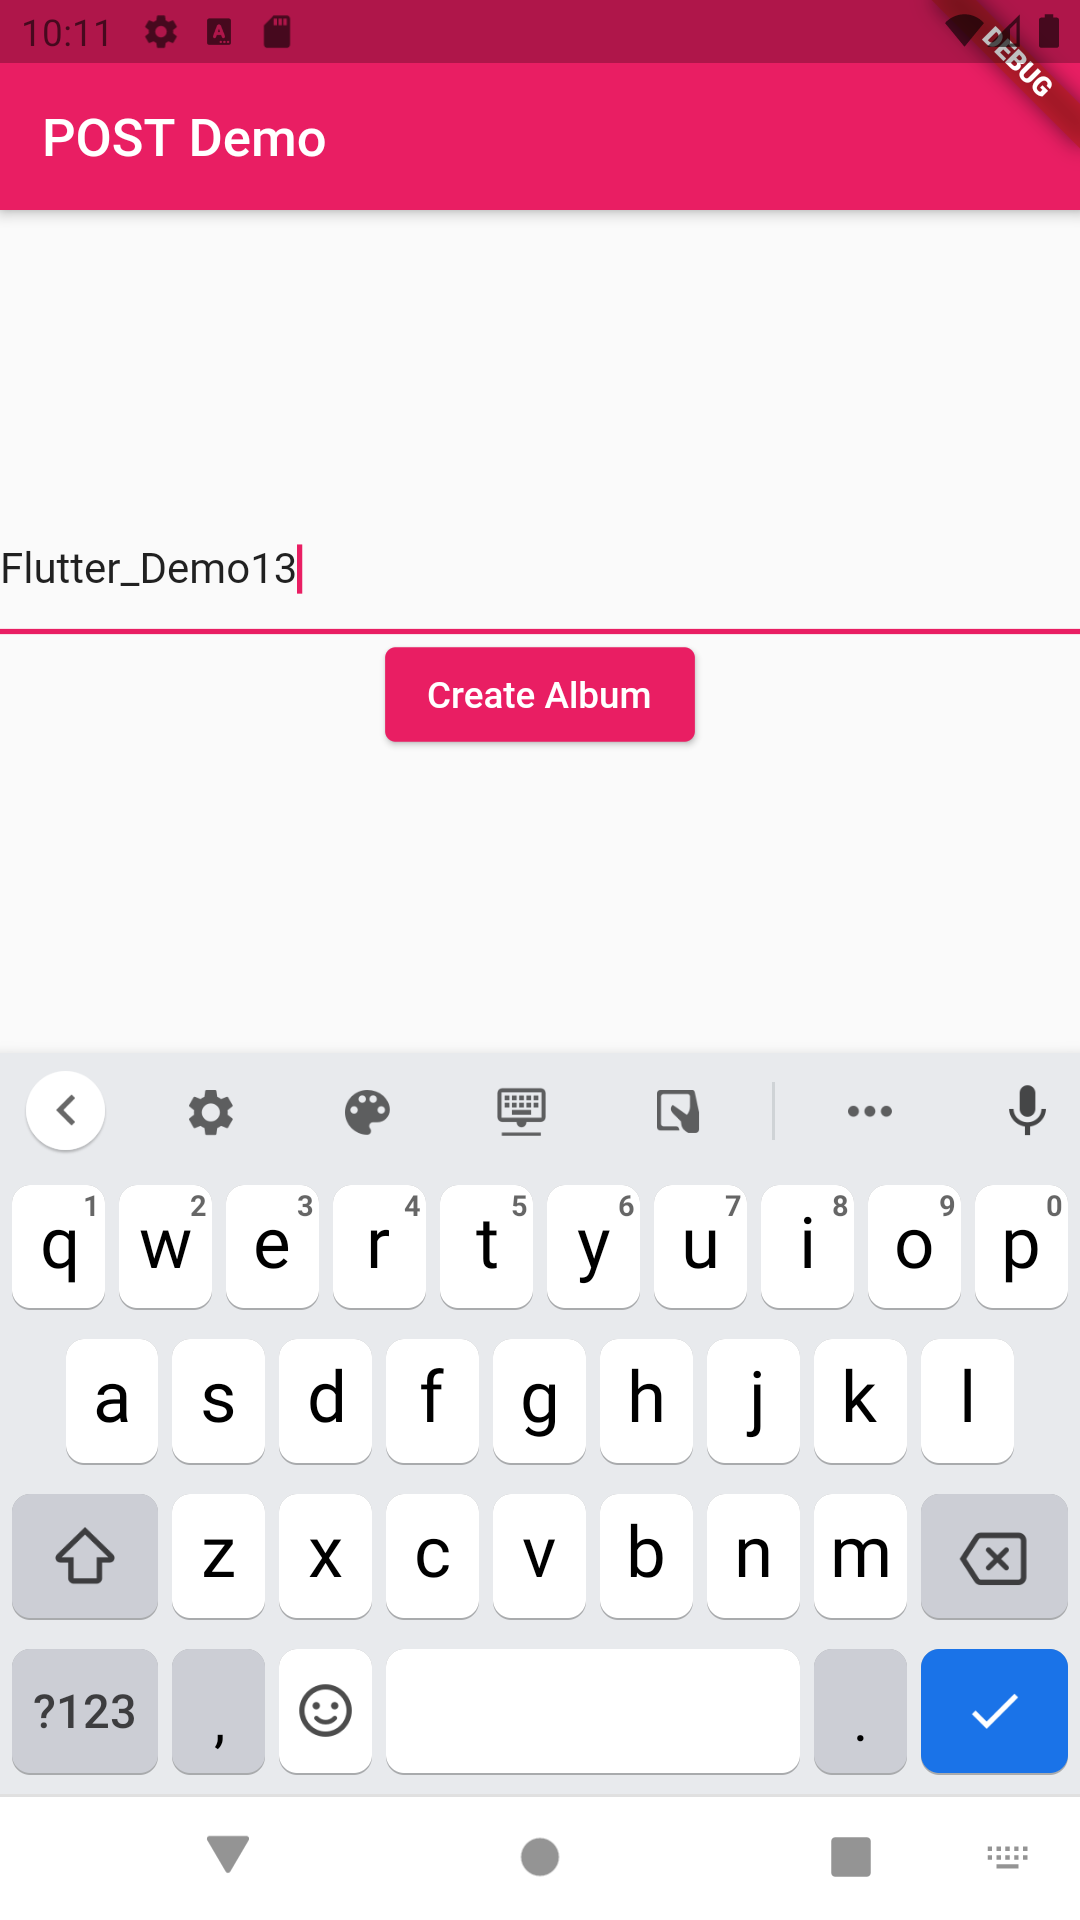 10:11
DEBUG
POST Demo
Flutter_Demo13
Create Album
1 2 3 4 5 6 7 8 9 0
q w e r t y u i o p
a s d f g h j k l
z x c v b n m
?123 , .